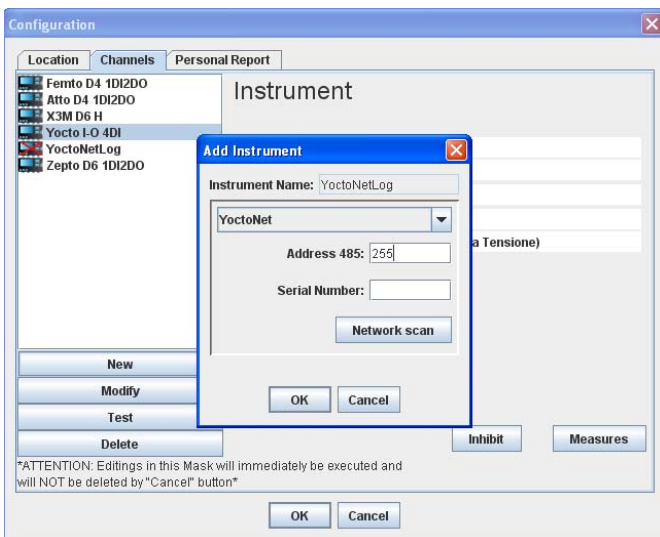 Configuration
Location Channels Personal Report
Femto D4 1DI2DO
Atto D4 1DI2DO
X3M D6 H
Yocto I-O 4DI
YoctoNetLog
Zepto D6 1DI2DO
Instrument
Add Instrument
Instrument Name: YoctoNetLog
YoctoNet
Address 485: 255
Serial Number:
Network scan
OK Cancel
a Tensione)
New
Modify
Test
Delete
Inhibit Measures
*ATTENTION: Editings in this Mask will immediately be executed and
will NOT be deleted by "Cancel" button*
OK Cancel